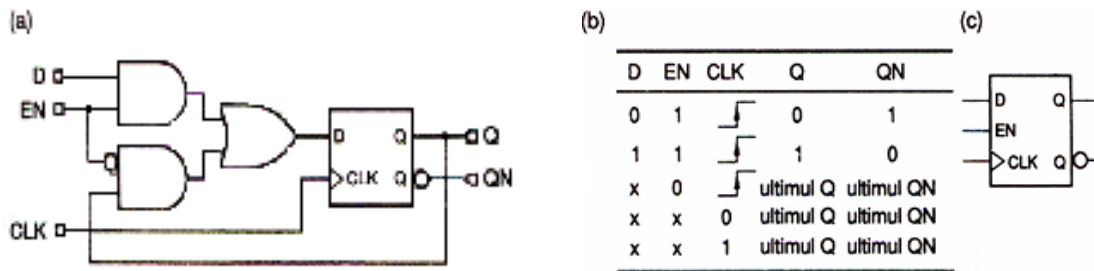 (a)
D
EN
CLK
D Q
CLK Q
Q
QN
(b)
D EN CLK Q QN
0 1 0 1
1 1 1 0
x 0 ultimul Q ultimul QN
x x 0 ultimul Q ultimul QN
x x 1 ultimul Q ultimul QN
(c)
D Q
EN
CLK Q